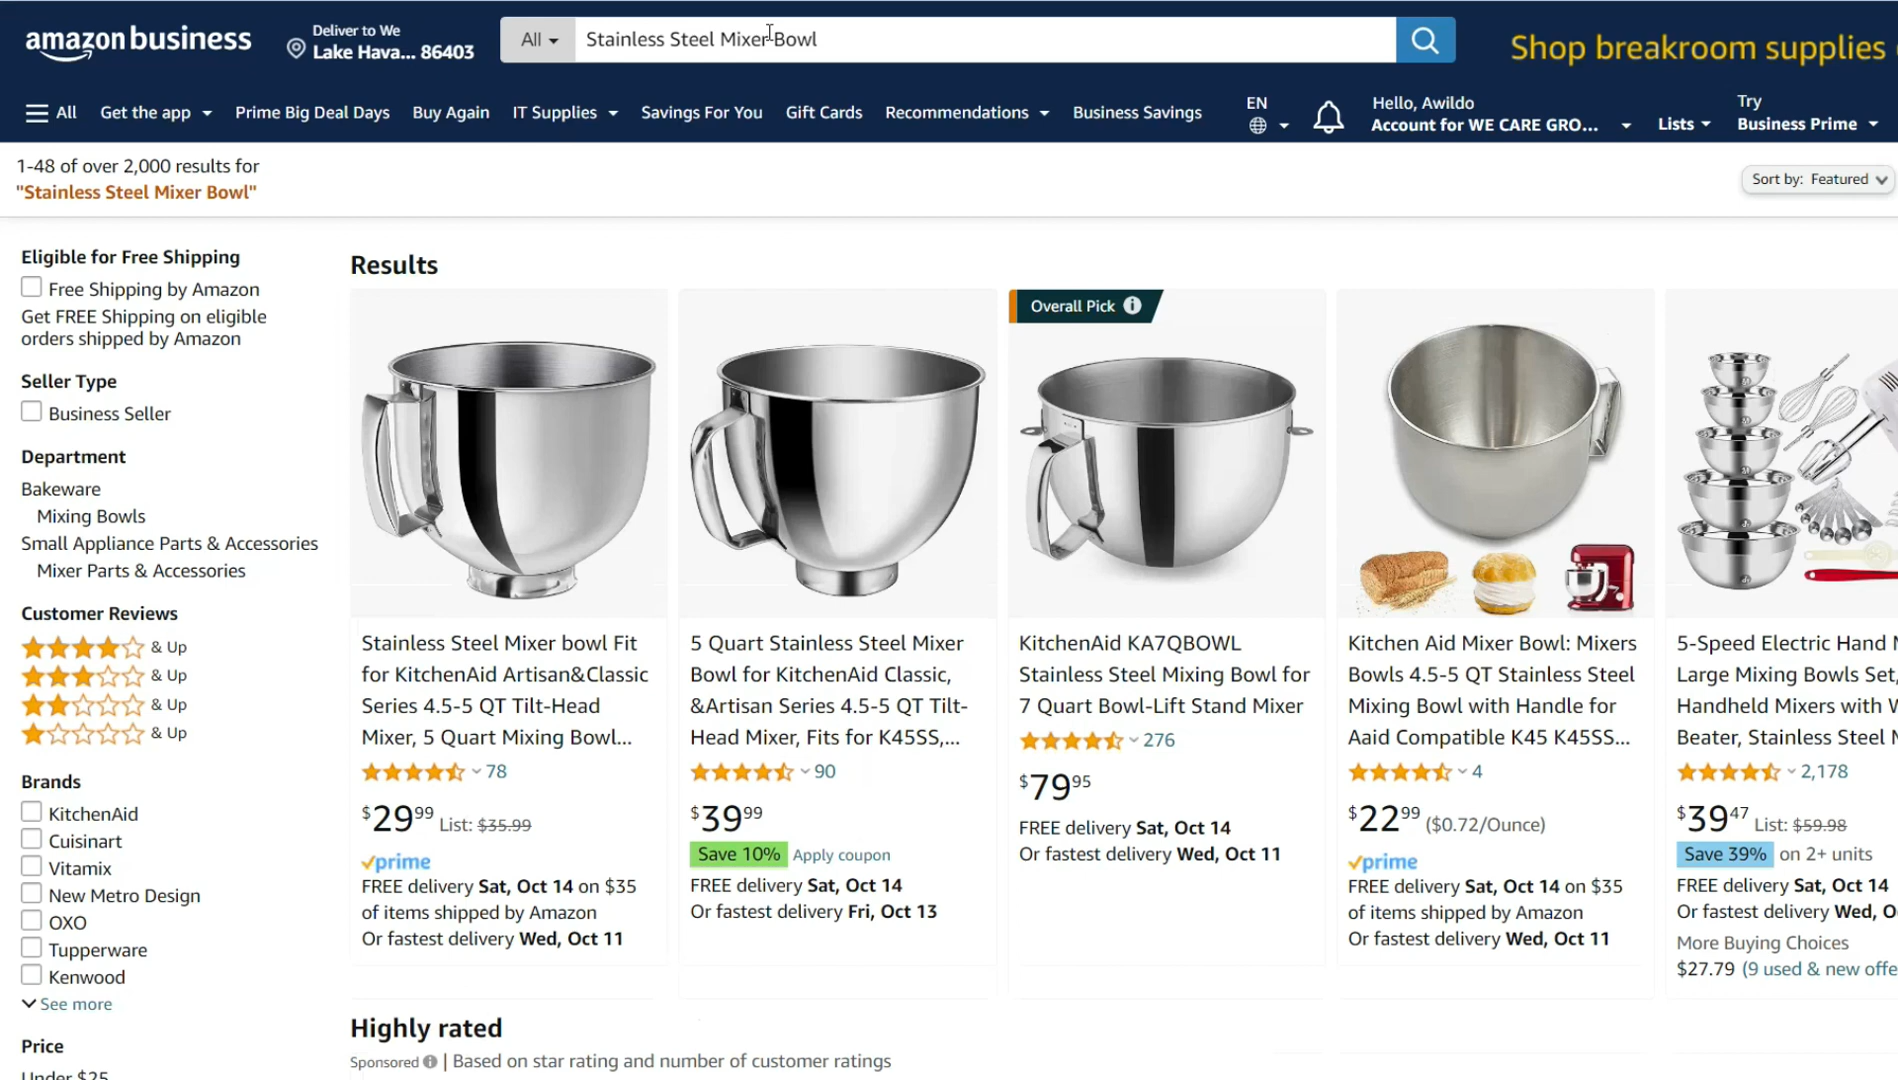 amazon business
Deliver to We
Lake Hava... 86403
All
Stainless Steel Mixer Bowl
Shop breakroom supplies
All
Get the app
Prime Big Deal Days
Buy Again
IT Supplies
Savings For You
Gift Cards
Recommendations
Business Savings
EN
Hello, Awildo
Account for WE CARE GRO...
Lists
Try
Business Prime
1-48 of over 2,000 results for
"Stainless Steel Mixer Bowl"
Sort by: Featured
Eligible for Free Shipping
Free Shipping by Amazon
Get FREE Shipping on eligible
orders shipped by Amazon
Seller Type
Business Seller
Department
Bakeware
Mixing Bowls
Small Appliance Parts & Accessories
Mixer Parts & Accessories
Customer Reviews
& Up
& Up
& Up
& Up
Brands
KitchenAid
Cuisinart
Vitamix
New Metro Design
OXO
Tupperware
Kenwood
See more
Price
Under $25
Results
Stainless Steel Mixer bowl Fit
for KitchenAid Artisan&Classic
Series 4.5-5 QT Tilt-Head
Mixer, 5 Quart Mixing Bowl...
78
$29.99 List: $35.99
prime
FREE delivery Sat, Oct 14 on $35
of items shipped by Amazon
Or fastest delivery Wed, Oct 11
5 Quart Stainless Steel Mixer
Bowl for KitchenAid Classic,
&Artisan Series 4.5-5 QT Tilt-
Head Mixer, Fits for K45SS,...
90
$39.99
Save 10% Apply coupon
FREE delivery Sat, Oct 14
Or fastest delivery Fri, Oct 13
Overall Pick
KitchenAid KA7QBOWL
Stainless Steel Mixing Bowl for
7 Quart Bowl-Lift Stand Mixer
276
$79.95
FREE delivery Sat, Oct 14
Or fastest delivery Wed, Oct 11
Kitchen Aid Mixer Bowl: Mixers
Bowls 4.5-5 QT Stainless Steel
Mixing Bowl with Handle for
Aaid Compatible K45 K45SS...
4
$22.99 ($0.72/Ounce)
prime
FREE delivery Sat, Oct 14 on $35
of items shipped by Amazon
Or fastest delivery Wed, Oct 11
5-Speed Electric Hand
Large Mixing Bowls Set,
Handheld Mixers with
Beater, Stainless Steel
2,178
$39.47 List: $59.98
Save 39% on 2+ units
FREE delivery Sat, Oct 14
Or fastest delivery Wed,
More Buying Choices
$27.79 (9 used & new
Highly rated
Sponsored | Based on star rating and number of customer ratings